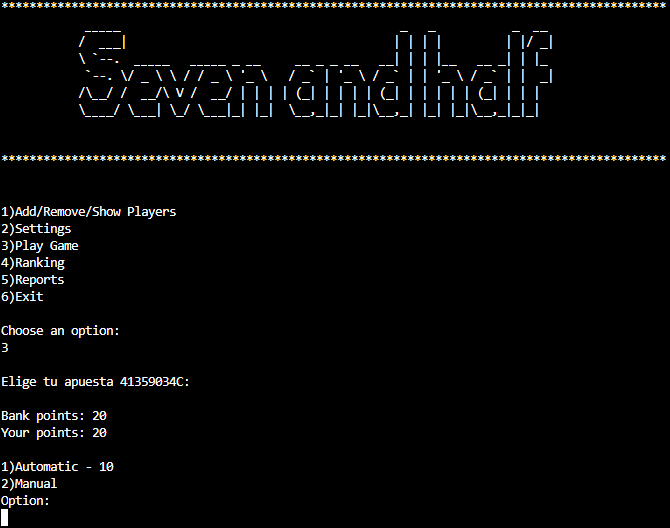 ******************************************************************************************
Seven and half
******************************************************************************************
1)Add/Remove/Show Players
2)Settings
3)Play Game
4)Ranking
5)Reports
6)Exit
Choose an option:
3
Elige tu apuesta 41359034C:
Bank points: 20
Your points: 20
1)Automatic - 10
2)Manual
Option: